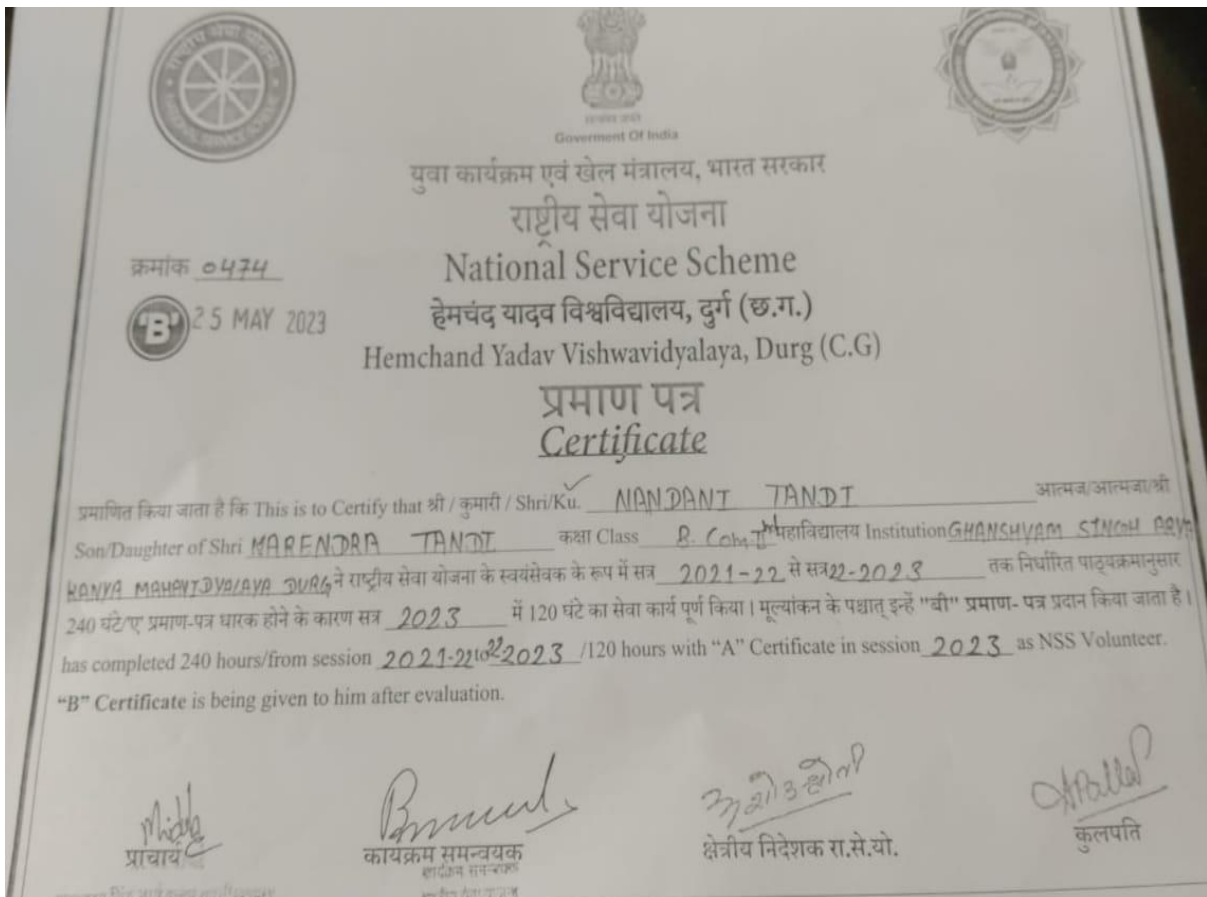 राष्ट्रीय सेवा योजना
Goverment Of India
युवा कार्यक्रम एवं खेल मंत्रालय, भारत सरकार
राष्ट्रीय सेवा योजना
क्रमांक 0474
National Service Scheme
"B" 25 MAY 2023
हेमचंद यादव विश्वविद्यालय, दुर्ग (छ.ग.)
Hemchand Yadav Vishwavidyalaya, Durg (C.G)
प्रमाण पत्र
Certificate
प्रमाणित किया जाता है कि This is to Certify that श्री / कुमारी / Shri/Ku. NANDANI TANDI आत्मज/आत्मजा/श्री
Son/Daughter of Shri NARENDRA TANDI कक्षा Class B. Com महाविद्यालय Institution GHANSHYAM SINGH ARYA
KANYA MAHAVIDYALAYA DURG ने राष्ट्रीय सेवा योजना के स्वयंसेवक के रूप में सत्र 2021-22 से सत्र 22-2023 तक निर्धारित पाठ्यक्रमानुसार
240 घंटे/'ए' प्रमाण-पत्र धारक होने के कारण सत्र 2023 में 120 घंटे का सेवा कार्य पूर्ण किया। मूल्यांकन के पश्चात् इन्हें "बी" प्रमाण- पत्र प्रदान किया जाता है।
has completed 240 hours/from session 2021-22 to 22-2023 /120 hours with "A" Certificate in session 2023 as NSS Volunteer.
"B" Certificate is being given to him after evaluation.
प्राचार्य
कार्यक्रम समन्वयक
क्षेत्रीय निदेशक रा.से.यो.
कुलपति
कार्यक्रम समन्वयक